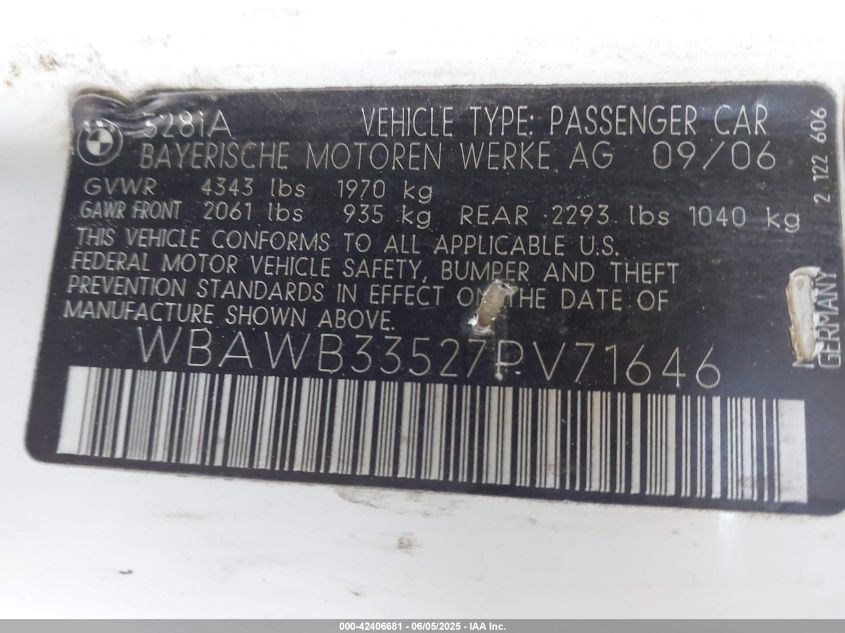 328iA VEHICLE TYPE: PASSENGER CAR
BAYERISCHE MOTOREN WERKE AG 09/06
GVWR 4343 lbs 1970 kg
GAWR FRONT 2061 lbs 935 kg REAR 2293 lbs 1040 kg
THIS VEHICLE CONFORMS TO ALL APPLICABLE U.S.
FEDERAL MOTOR VEHICLE SAFETY, BUMPER AND THEFT
PREVENTION STANDARDS IN EFFECT ON THE DATE OF
MANUFACTURE SHOWN ABOVE.
WBAWB33527PV71646
2 122 606
GERMANY
000-42406681 - 06/05/2025 - IAA Inc.